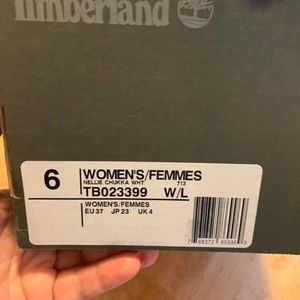 Timberland
6
WOMEN'S/FEMMES
NELLIE CHUKKA WHT 713
TB023399 W/L
WOMEN'S/FEMMES
EU 37 JP 23 UK 4